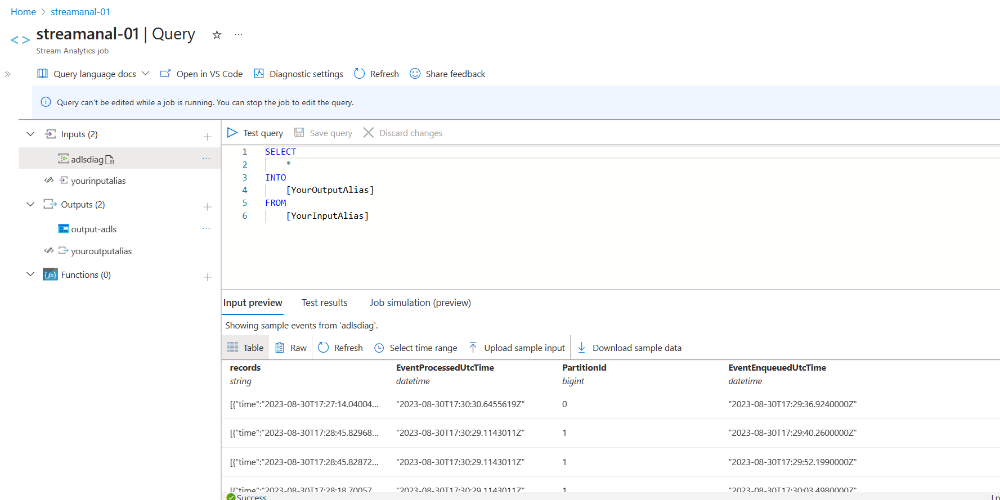 Home > streamanal-01
streamanal-01 | Query ☆ ...
Stream Analytics job
Query language docs Open in VS Code Diagnostic settings Refresh Share feedback
Query can't be edited while a job is running. You can stop the job to edit the query.
Inputs (2)
adlsdiag
yourinputalias
Outputs (2)
output-adls
youroutputalias
Functions (0)
Test query Save query Discard changes
1 SELECT
2 *
3 INTO
4 [YourOutputAlias]
5 FROM
6 [YourInputAlias]
Input preview Test results Job simulation (preview)
Showing sample events from 'adlsdiag'.
Table Raw Refresh Select time range Upload sample input Download sample data
records EventProcessedUtcTime PartitionId EventEnqueuedUtcTime
string datetime bigint datetime
[{"time":"2023-08-30T17:27:14.04004... "2023-08-30T17:30:30.6455619Z" 0 "2023-08-30T17:29:36.9240000Z"
[{"time":"2023-08-30T17:28:45.82968... "2023-08-30T17:30:29.1143011Z" 1 "2023-08-30T17:29:40.2600000Z"
[{"time":"2023-08-30T17:28:45.82872... "2023-08-30T17:30:29.1143011Z" 1 "2023-08-30T17:29:52.1990000Z"
[{"time":"2023-08-30T17:28:18.70057... "2023-08-30T17:30:29.1143011Z" 1 "2023-08-30T17:30:03.4980000Z"
Success Ln